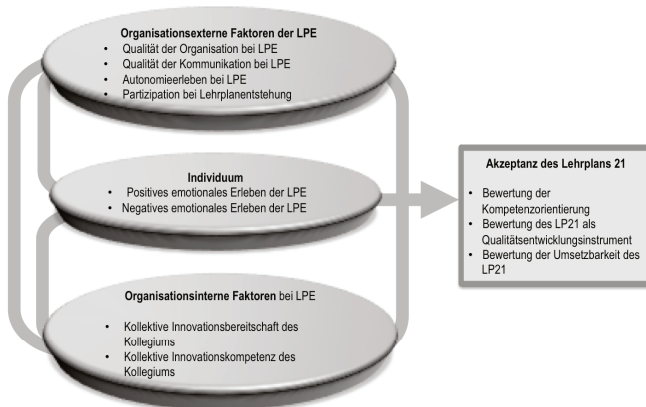 Organisationsexterne Faktoren der LPE
• Qualität der Organisation bei LPE
• Qualität der Kommunikation bei LPE
• Autonomieerleben bei LPE
• Partizipation bei Lehrplanentstehung
Individuum
• Positives emotionales Erleben der LPE
• Negatives emotionales Erleben der LPE
Organisationsinterne Faktoren bei LPE
• Kollektive Innovationsbereitschaft des
Kollegiums
• Kollektive Innovationskompetenz des
Kollegiums
Akzeptanz des Lehrplans 21
• Bewertung der
Kompetenzorientierung
• Bewertung des LP21 als
Qualitätsentwicklungsinstrument
• Bewertung der Umsetzbarkeit des
LP21